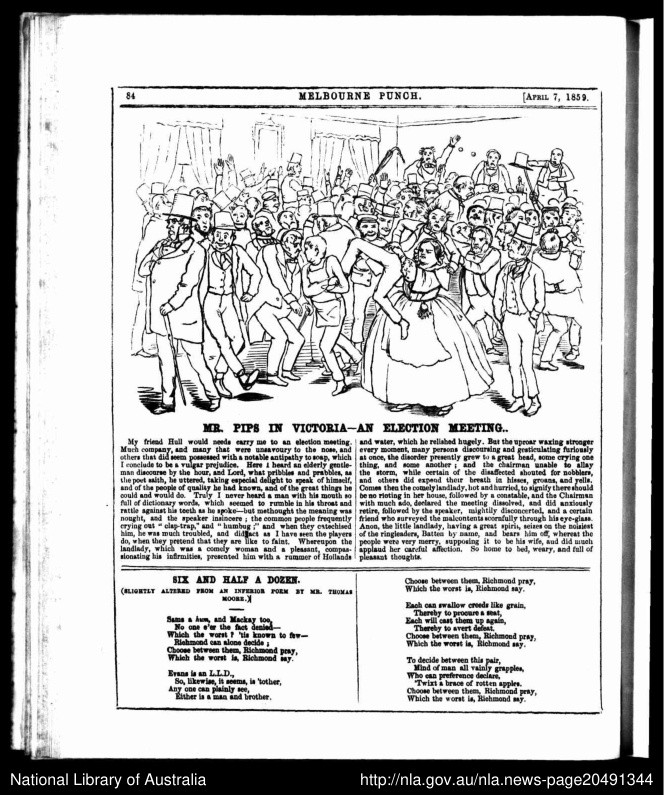 84
MELBOURNE PUNCH.
[APRIL 7, 1859.
MR. PIPS IN VICTORIA—AN ELECTION MEETING..
My friend Hull would needs carry me to an election meeting.
Much company, and many that were unsavoury to the nose, and
others that did seem possessed with a notable antipathy to soap, which
I conclude to be a vulgar prejudice. Here I heard an elderly gentle-
man discourse by the hour, and Lord, what pribbles and prabbles, as
the poet saith, he uttered, taking especial delight to speak of himself,
and of the people of quality he had known, and of the great things he
could and would do. Truly I never heard a man with his mouth so
full of dictionary words, which seemed to rumble in his throat and
rattle against his teeth as he spoke—but methought the meaning was
nought, and the speaker insincere; the common people frequently
crying out "clap-trap," and "humbug;" and when they catechised
him, he was much troubled, and did act as I have seen the players
do, when they pretend that they are like to faint. Whereupon the
landlady, which was a comely woman and a pleasant, compas-
sionating his infirmities, presented him with a rummer of Hollands
and water, which he relished hugely. But the uproar waxing stronger
every moment, many persons discoursing and gesticulating furiously
at once, the disorder presently grew to a great head, some crying one
thing, and some another; and the chairman unable to allay
the storm, while certain of the disaffected shouted for nobblers,
and others did expend their breath in hisses, groans, and yells.
Comes then the comely landlady, hot and hurried, to signify there should
be no rioting in her house, followed by a constable, and the Chairman
with much ado, declared the meeting dissolved, and did anxiously
retire, followed by the speaker, mightily disconcerted, and a certain
friend who surveyed the malcontents scornfully through his eye-glass.
Anon, the little landlady, having a great spirit, seizes on the noisiest
of the ringleaders, Batten by name, and bears him off, whereat the
people were very merry, supposing it to be his wife, and did much
applaud her careful affection. So home to bed, weary, and full of
pleasant thoughts.
SIX AND HALF A DOZEN.
(SLIGHTLY ALTERED FROM AN INFERIOR POEM BY MR. THOMAS
MOORE.)
Same a hum, and Mackay too,
No one e'er the fact denied—
Which the worst? 'tis known to few—
Richmond can alone decide;
Choose between them, Richmond pray,
Which the worst is, Richmond say.
Evans is an L.L.D.,
So, likewise, it seems, is 'tother,
Any one can plainly see,
Either is a man and brother.
Choose between them, Richmond pray,
Which the worst is, Richmond say.
Each can swallow creeds like grain,
Thereby to procure a seat,
Each will cast them up again,
Thereby to avert defeat.
Choose between them, Richmond pray,
Which the worst is, Richmond say.
To decide between this pair,
Mind of man all vainly grapples,
Who can preference declare,
'Twixt a brace of rotten apples.
Choose between them, Richmond pray,
Which the worst is, Richmond say.
National Library of Australia
http://nla.gov.au/nla.news-page20491344